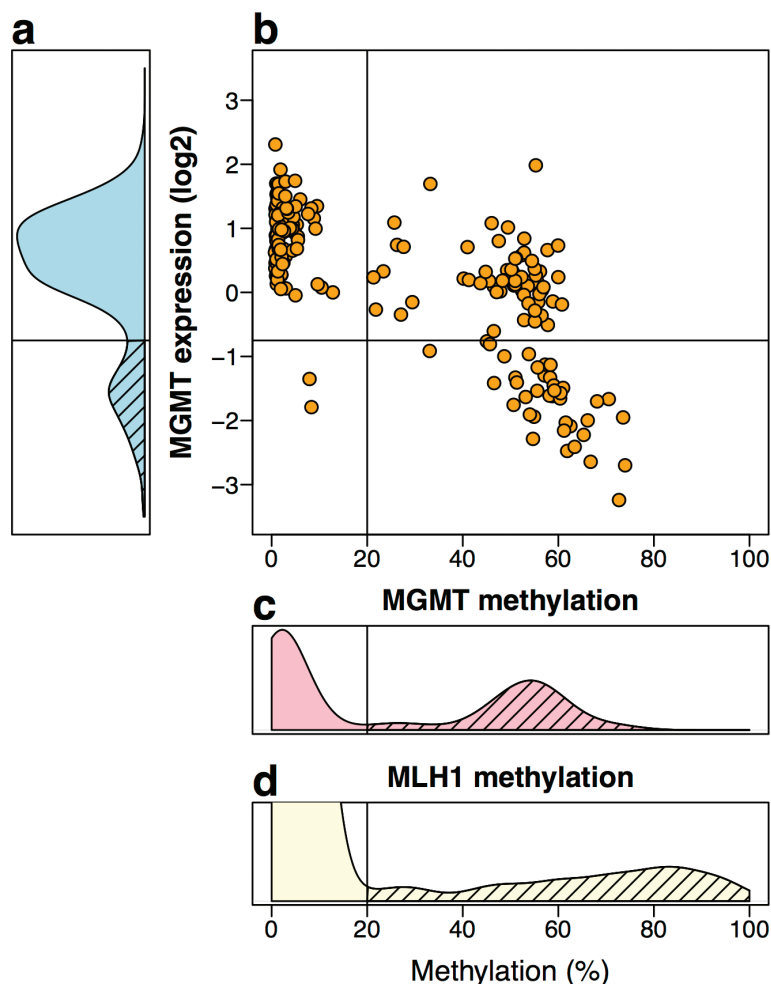 a
b
MGMT expression (log2)
3
2
1
0
−1
−2
−3
0 20 40 60 80 100
MGMT methylation
c
MLH1 methylation
d
0 20 40 60 80 100
Methylation (%)